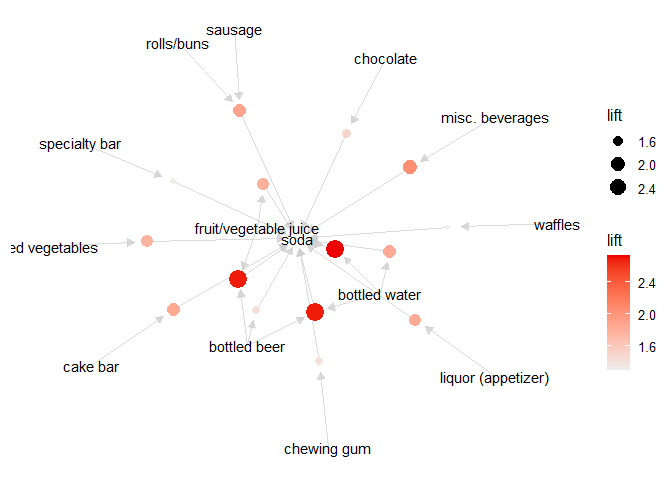 sausage
rolls/buns
chocolate
misc. beverages
specialty bar
fruit/vegetable juice
soda
waffles
ed vegetables
bottled water
bottled beer
cake bar
liquor (appetizer)
chewing gum
lift
1.6
2.0
2.4
lift
2.4
2.0
1.6